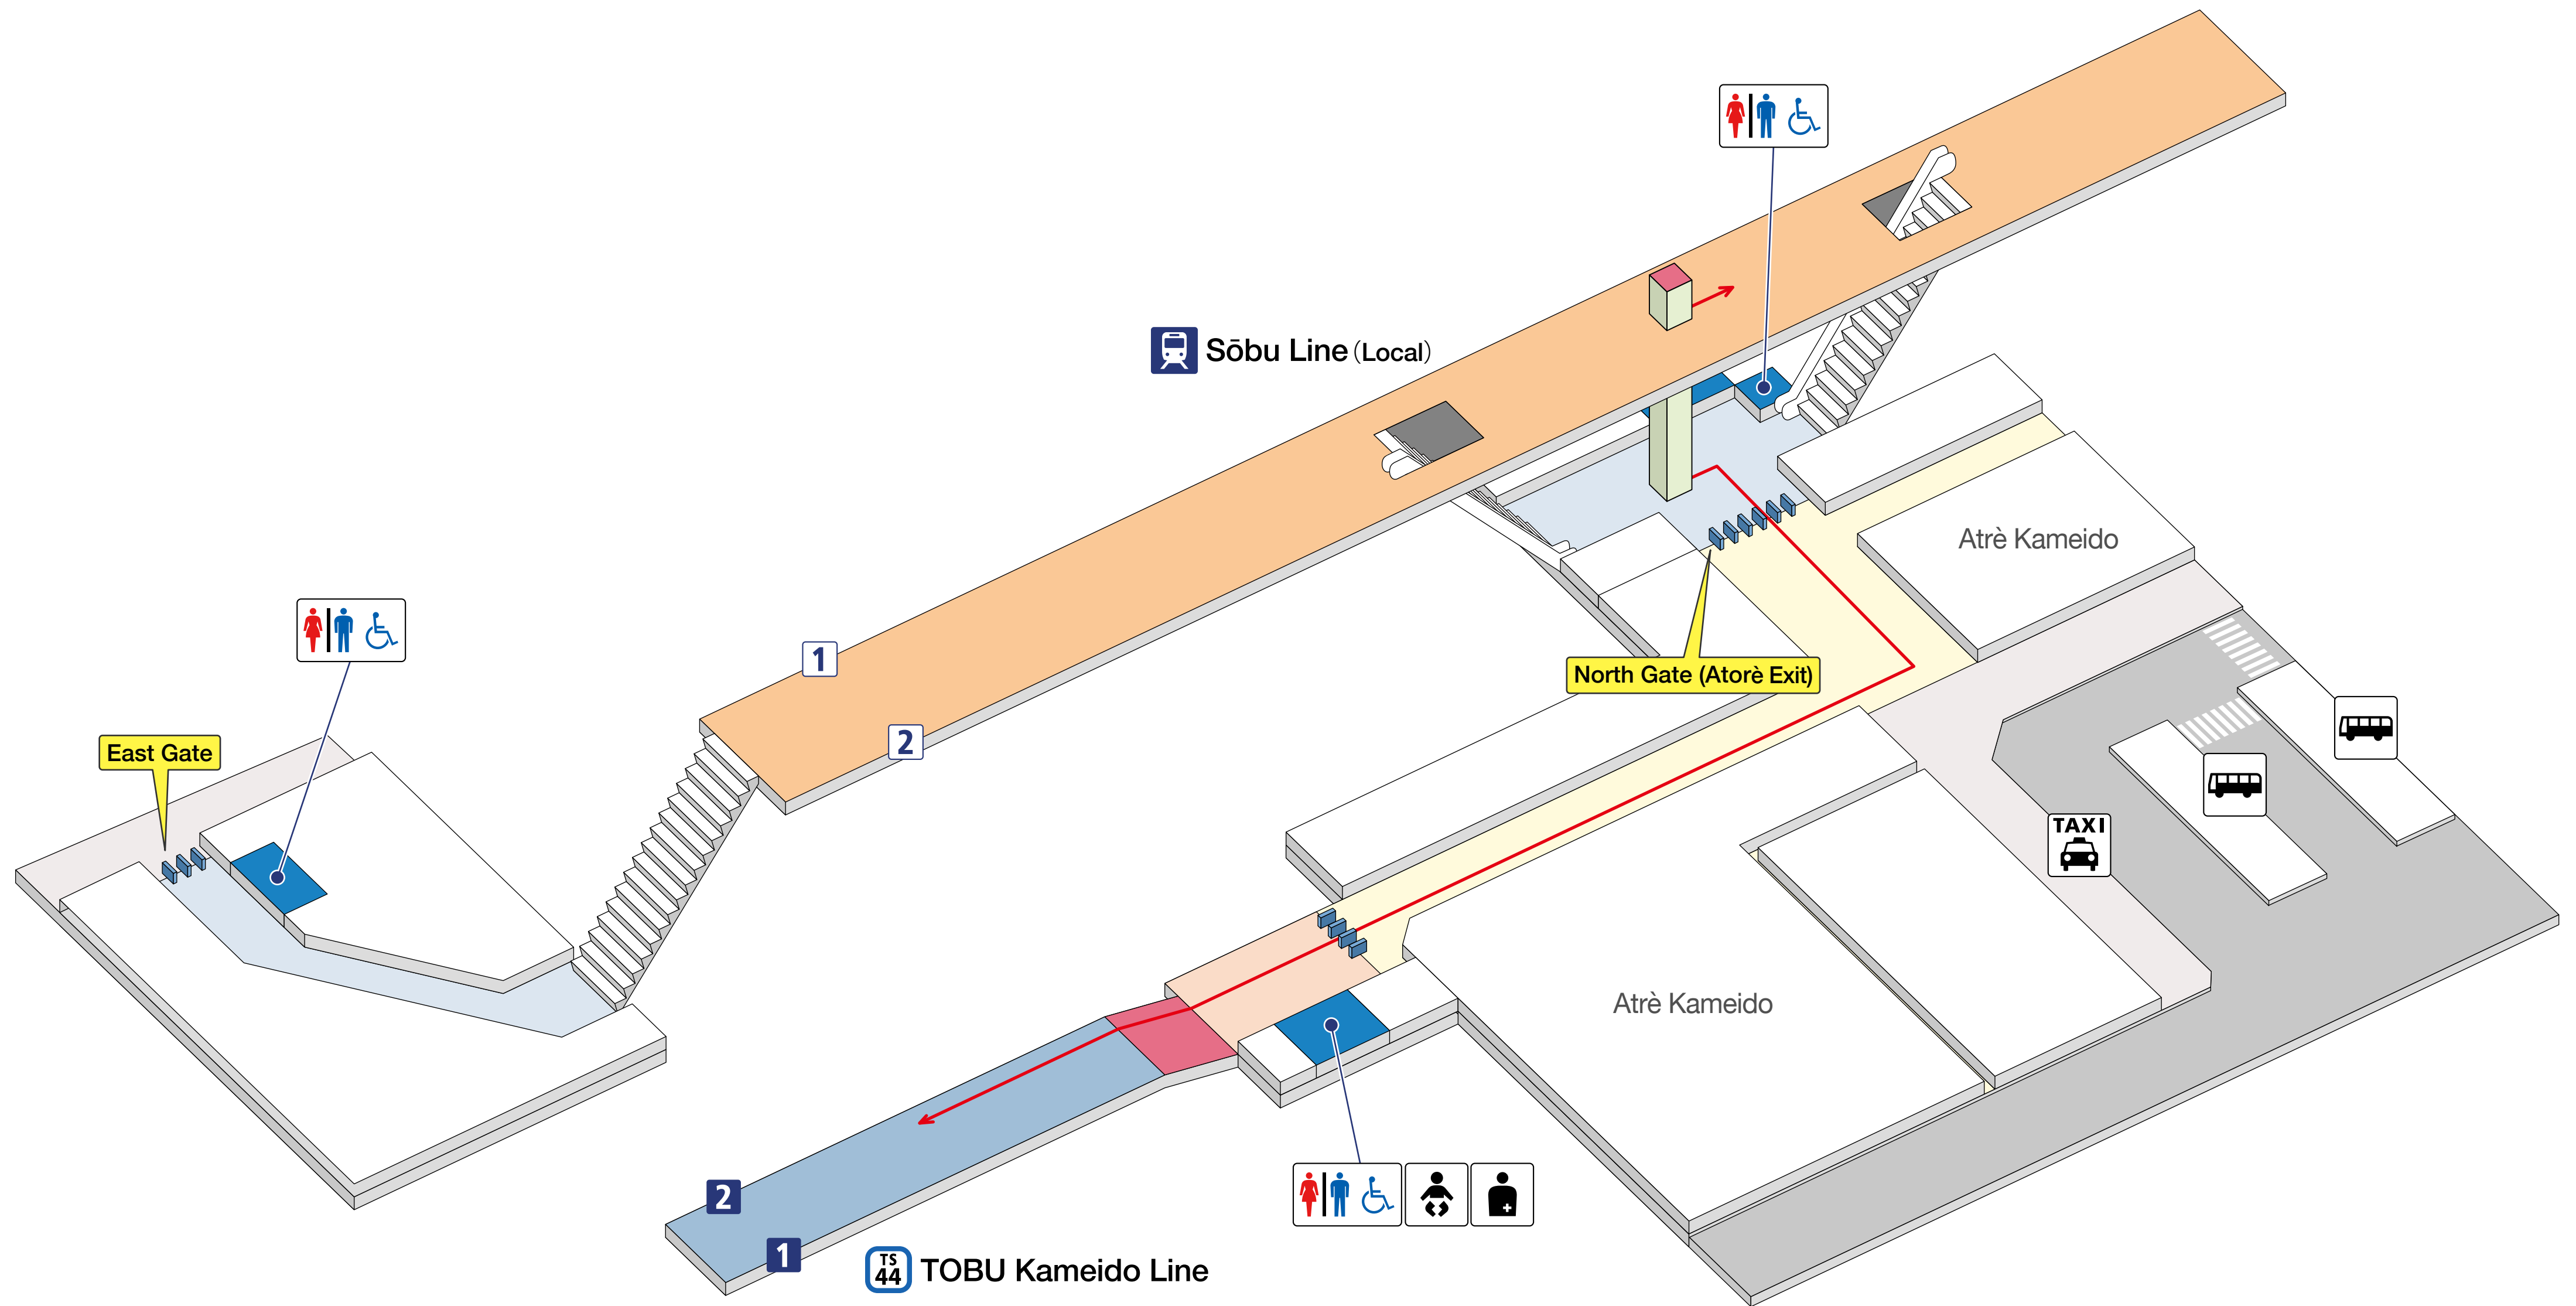 Sōbu Line（Local）
1
2
East Gate
North Gate (Atorè Exit)
Atrè Kameido
TAXI
Atrè Kameido
2
1
TS
44
TOBU Kameido Line